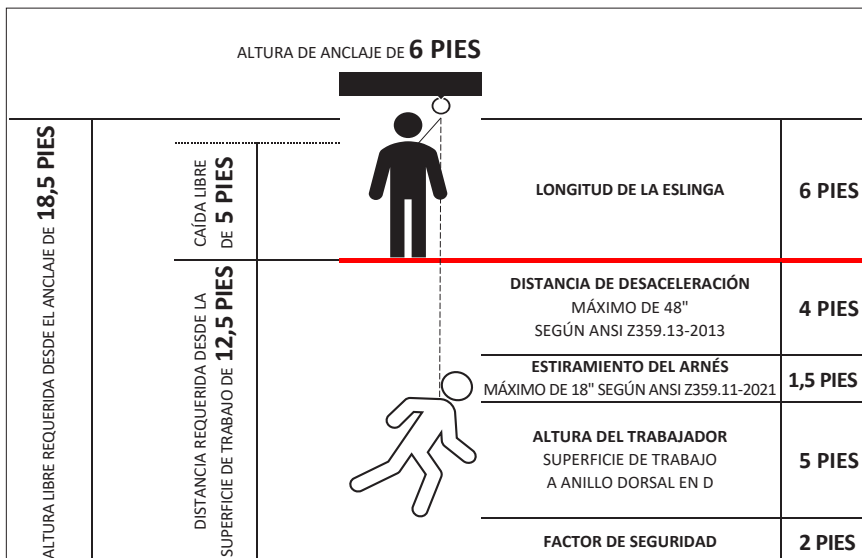 ALTURA DE ANCLAJE DE 6 PIES
ALTURA LIBRE REQUERIDA DESDE EL ANCLAJE DE 18,5 PIES
CAÍDA LIBRE
DE 5 PIES
DISTANCIA REQUERIDA DESDE LA
SUPERFICIE DE TRABAJO DE 12,5 PIES
LONGITUD DE LA ESLINGA
6 PIES
DISTANCIA DE DESACELERACIÓN
MÁXIMO DE 48"
SEGÚN ANSI Z359.13-2013
4 PIES
ESTIRAMIENTO DEL ARNÉS
MÁXIMO DE 18" SEGÚN ANSI Z359.11-2021
1,5 PIES
ALTURA DEL TRABAJADOR
SUPERFICIE DE TRABAJO
A ANILLO DORSAL EN D
5 PIES
FACTOR DE SEGURIDAD
2 PIES